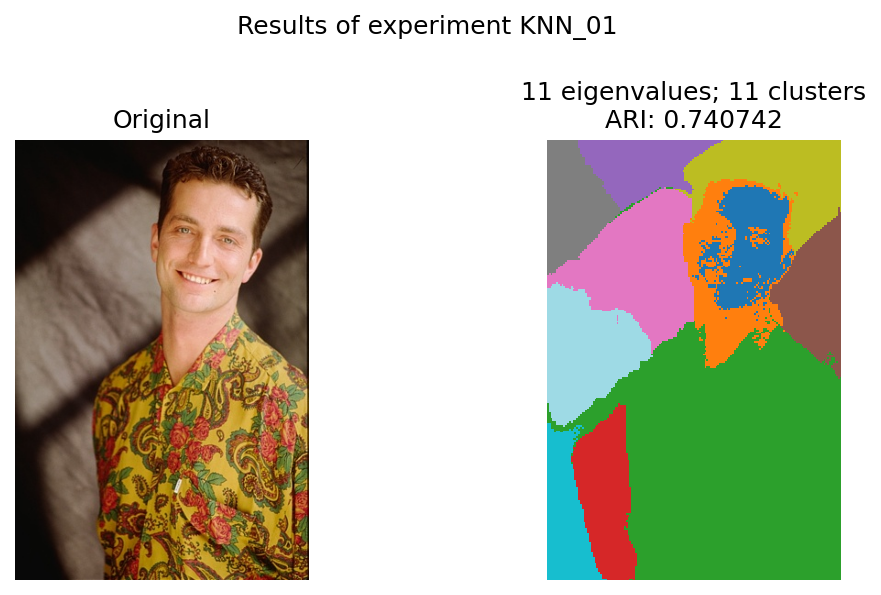 Results of experiment KNN_01
Original
11 eigenvalues; 11 clusters
ARI: 0.740742